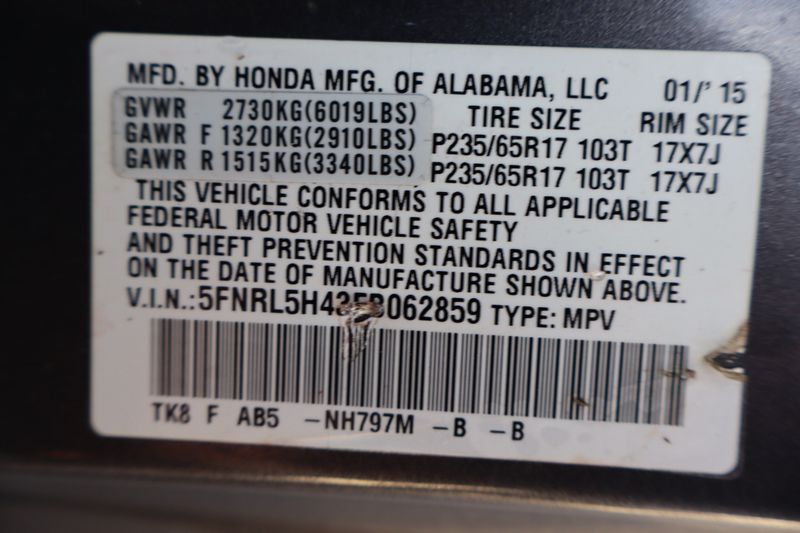 MFD. BY HONDA MFG. OF ALABAMA, LLC 01/' 15
GVWR 2730KG(6019LBS) TIRE SIZE RIM SIZE
GAWR F 1320KG(2910LBS) P235/65R17 103T 17X7J
GAWR R 1515KG(3340LBS) P235/65R17 103T 17X7J
THIS VEHICLE CONFORMS TO ALL APPLICABLE
FEDERAL MOTOR VEHICLE SAFETY
AND THEFT PREVENTION STANDARDS IN EFFECT
ON THE DATE OF MANUFACTURE SHOWN ABOVE.
V.I.N.: 5FNRL5H43FB062859 TYPE: MPV
TK8 F AB5 -NH797M -B -B